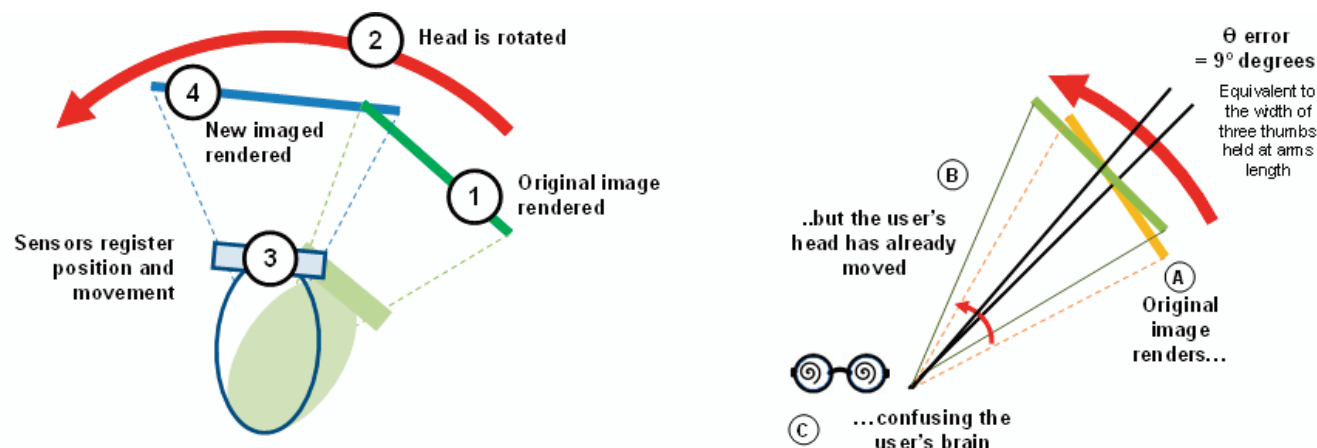 2
Head is rotated
4
New imaged
rendered
1
Original image
rendered
Sensors register
position and
movement
3
Θ error
= 9° degrees
Equivalent to
the width of
three thumbs
held at arms
length
B
..but the user's
head has already
moved
A
Original
image
renders...
C
...confusing the
user's brain